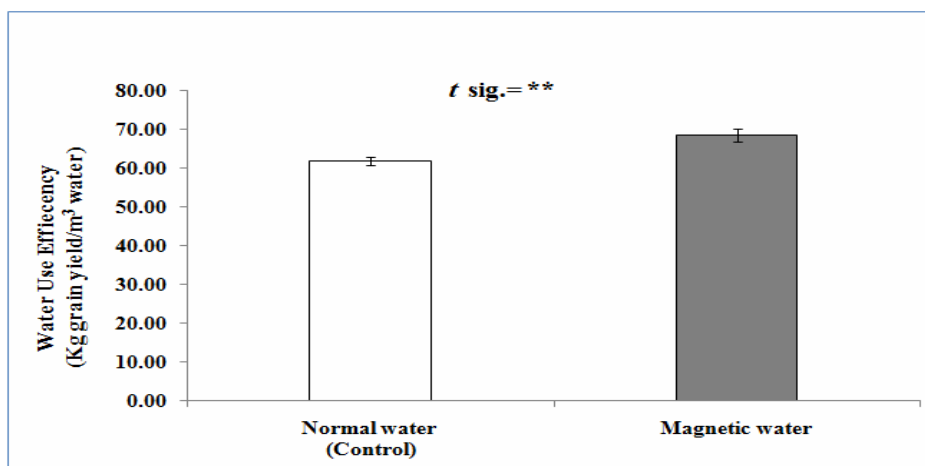 t sig.= **
80.00
70.00
60.00
50.00
40.00
30.00
20.00
10.00
0.00
Water Use Effiecency
(Kg grain yield/m³ water)
Normal water
(Control)
Magnetic water